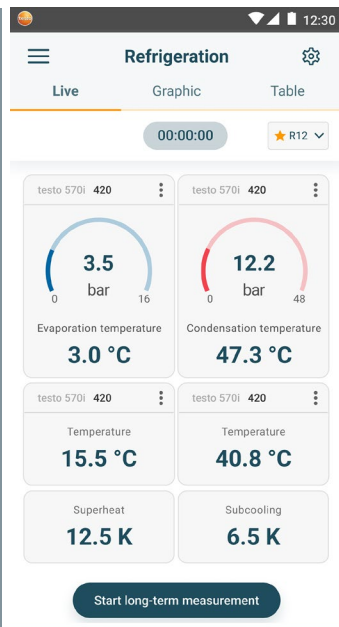 testo
12:30
Refrigeration
Live Graphic Table
00:00:00
R12
testo 570i 420
testo 570i 420
3.5
bar
0 16
Evaporation temperature
3.0 °C
12.2
bar
0 48
Condensation temperature
47.3 °C
testo 570i 420
testo 570i 420
Temperature
15.5 °C
Temperature
40.8 °C
Superheat
12.5 K
Subcooling
6.5 K
Start long-term measurement